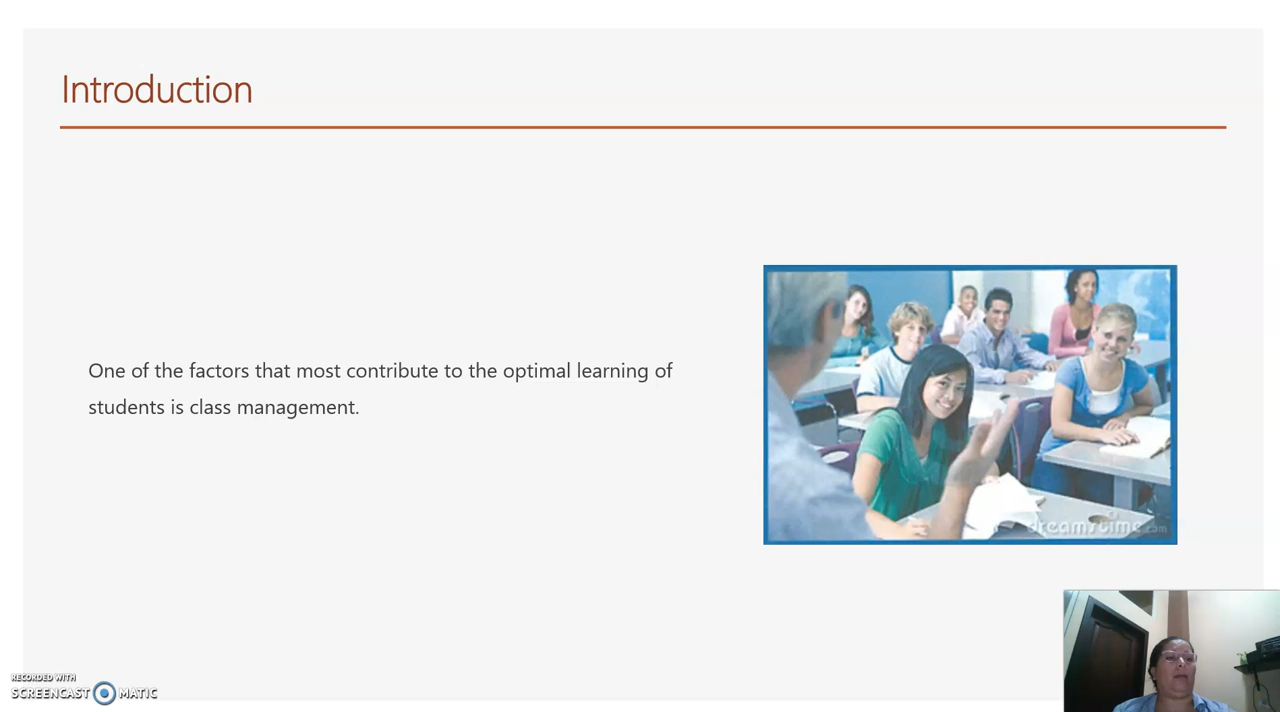 Introduction
One of the factors that most contribute to the optimal learning of
students is class management.
dreamstime.com
RECORDED WITH
SCREENCAST MATIC